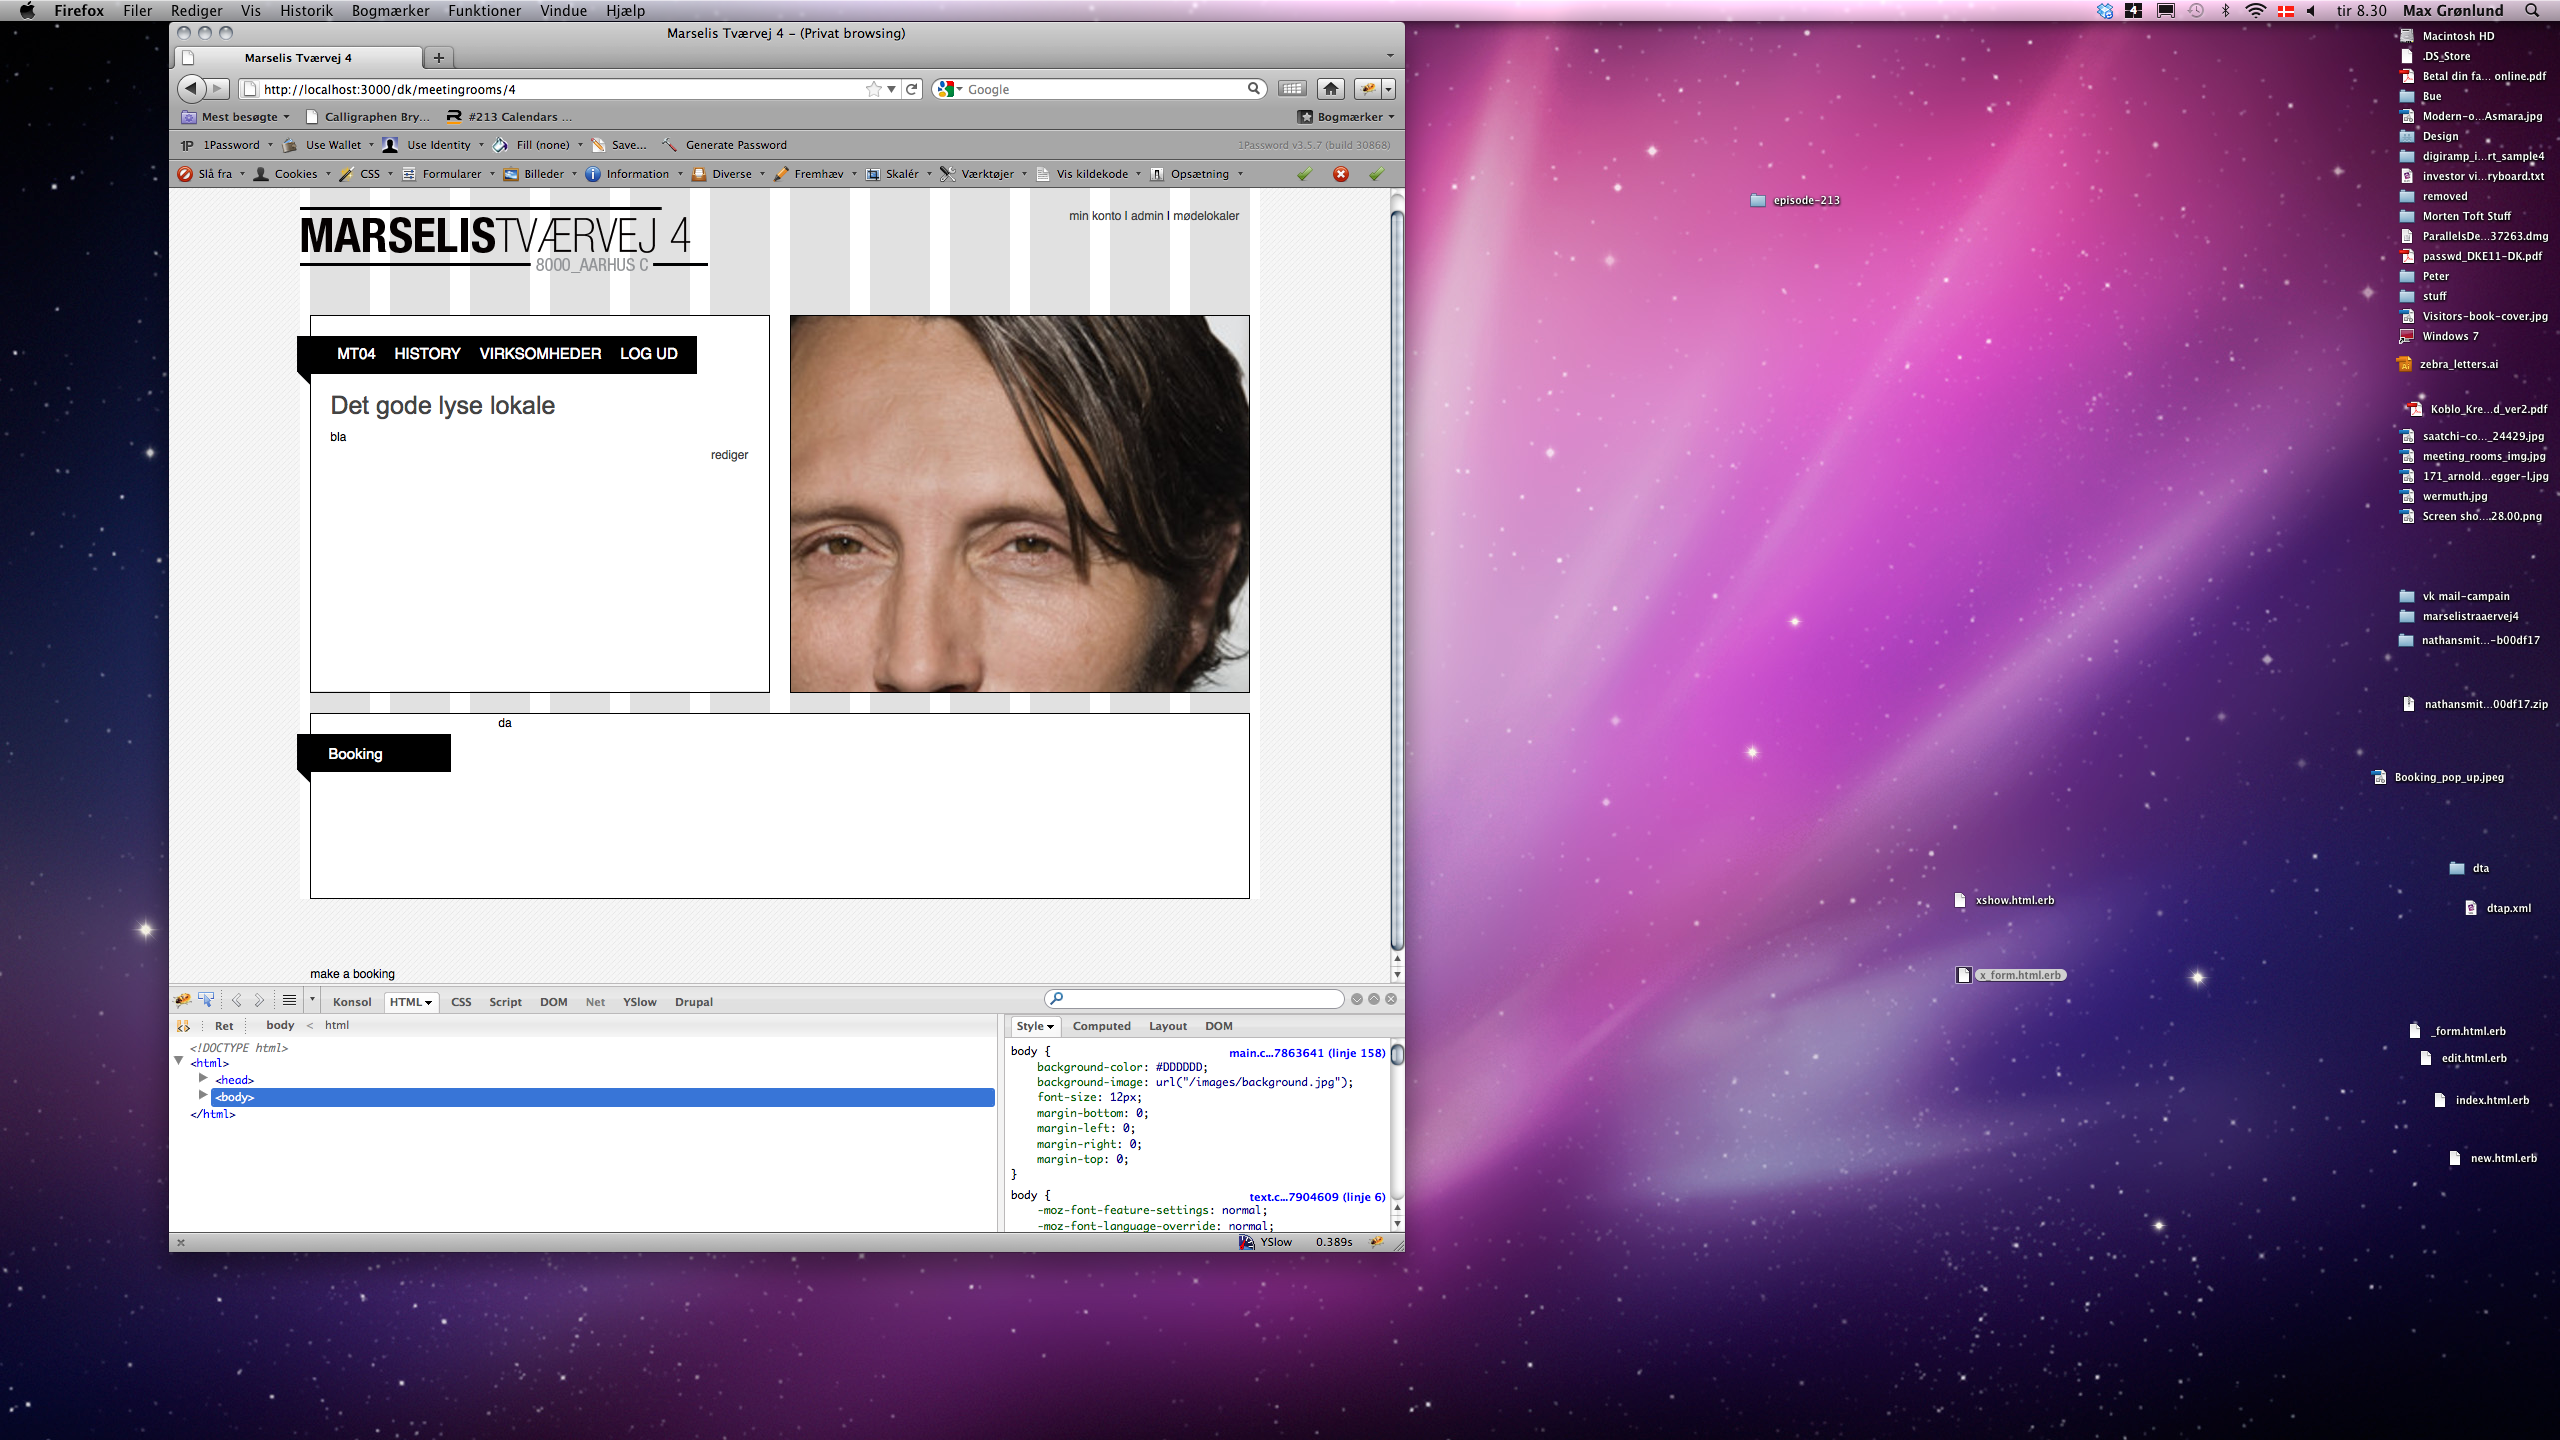 Firefox Filer Rediger Vis Historik Bogmærker Funktioner Vindue Hjælp
4 tir 8.30 Max Grønlund
Marselis Tværvej 4 – (Privat browsing)
Marselis Tværvej 4
http://localhost:3000/dk/meetingrooms/4
Google
Mest besøgte Calligraphen Bry... #213 Calendars ... Bogmærker
1P 1Password Use Wallet Use Identity Fill (none) Save... Generate Password 1Password v3.5.7 (build 30868)
Slå fra Cookies CSS Formularer Billeder Information Diverse Fremhæv Skalér Værktøjer Vis kildekode Opsætning
min konto | admin | mødelokaler
MARSELISTVÆRVEJ 4
8000_AARHUS C
MT04 HISTORY VIRKSOMHEDER LOG UD
Det gode lyse lokale
bla
rediger
da
Booking
make a booking
Konsol HTML CSS Script DOM Net YSlow Drupal
Ret body < html
<!DOCTYPE html>
<html>
<head>
<body>
</html>
Style Computed Layout DOM
body { main.c...7863641 (linje 158)
background-color: #DDDDDD;
background-image: url("/images/background.jpg");
font-size: 12px;
margin-bottom: 0;
margin-left: 0;
margin-right: 0;
margin-top: 0;
}
body { text.c...7904609 (linje 6)
-moz-font-feature-settings: normal;
-moz-font-language-override: normal;
YSlow 0.389s
episode-213
xshow.html.erb
x_form.html.erb
Macintosh HD
.DS_Store
Betal din fa... online.pdf
Bue
Modern-o...Asmara.jpg
Design
digiramp_i...rt_sample4
investor vi...ryboard.txt
removed
Morten Toft Stuff
ParallelsDe...37263.dmg
passwd_DKE11-DK.pdf
Peter
stuff
Visitors-book-cover.jpg
Windows 7
zebra_letters.ai
Koblo_Kre...d_ver2.pdf
saatchi-co..._24429.jpg
meeting_rooms_img.jpg
171_arnold...egger-l.jpg
wermuth.jpg
Screen sho....28.00.png
vk mail-campain
marselistraaervej4
nathansmit...-b00df17
nathansmit...00df17.zip
Booking_pop_up.jpeg
dta
dtap.xml
_form.html.erb
edit.html.erb
index.html.erb
new.html.erb